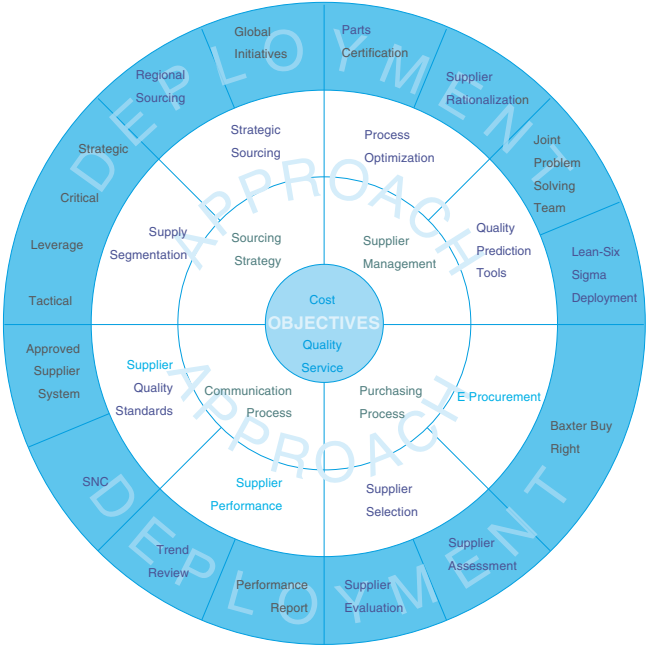 DEPLOYMENT
Global
Initiatives
Parts
Certification
Regional
Sourcing
Supplier
Rationalization
Strategic
Critical
Leverage
Tactical
Joint
Problem
Solving
Team
Lean-Six
Sigma
Deployment
Strategic
Sourcing
Process
Optimization
APPROACH
Supply
Segmentation
Quality
Prediction
Tools
Sourcing
Strategy
Supplier
Management
Cost
OBJECTIVES
Quality
Service
Approved
Supplier
System
Supplier
Quality
Standards
Communication
Process
Purchasing
Process
E Procurement
Baxter Buy
Right
APPROACH
Supplier
Performance
Supplier
Selection
SNC
Trend
Review
Performance
Report
Supplier
Evaluation
Supplier
Assessment
DEPLOYMENT